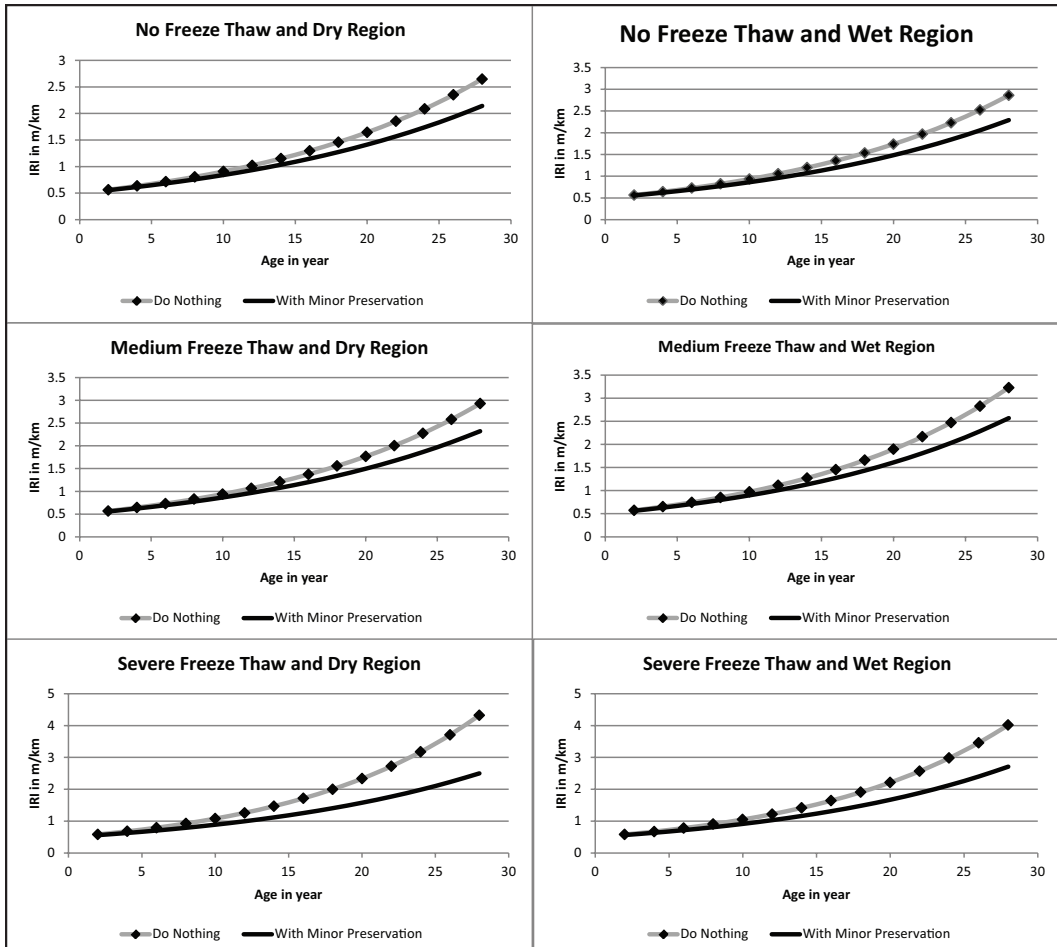 No Freeze Thaw and Dry Region
3
2.5
2
1.5
1
0.5
0
IRI in m/km
0 5 10 15 20 25 30
Age in year
Do Nothing With Minor Preservation
No Freeze Thaw and Wet Region
3.5
3
2.5
2
1.5
1
0.5
0
IRI in m/km
0 5 10 15 20 25 30
Age in year
Do Nothing With Minor Preservation
Medium Freeze Thaw and Dry Region
3.5
3
2.5
2
1.5
1
0.5
0
IRI in m/km
0 5 10 15 20 25 30
Age in year
Do Nothing With Minor Preservation
Medium Freeze Thaw and Wet Region
3.5
3
2.5
2
1.5
1
0.5
0
IRI in m/km
0 5 10 15 20 25 30
Age in year
Do Nothing With Minor Preservation
Severe Freeze Thaw and Dry Region
5
4
3
2
1
0
IRI in m/km
0 5 10 15 20 25 30
Age in year
Do Nothing With Minor Preservation
Severe Freeze Thaw and Wet Region
5
4
3
2
1
0
IRI in m/km
0 5 10 15 20 25 30
Age in year
Do Nothing With Minor Preservation